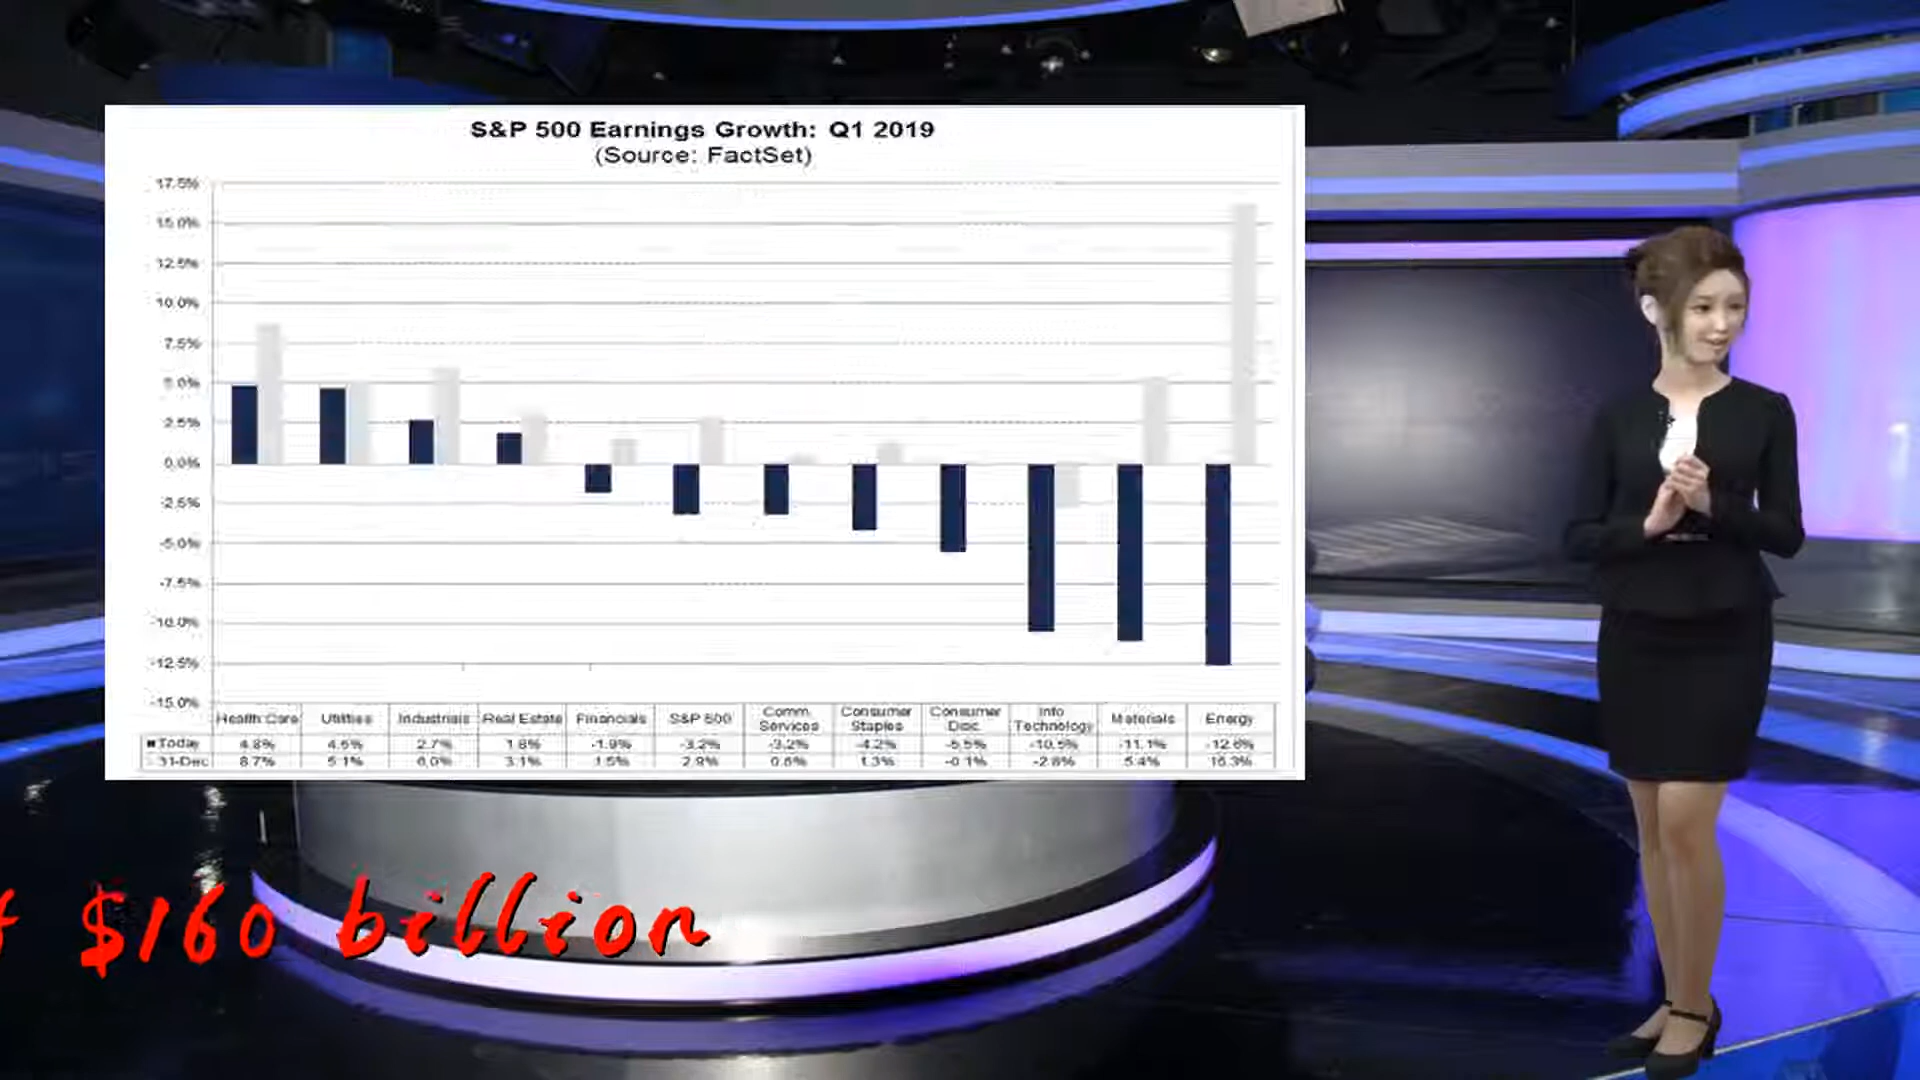 S&P 500 Earnings Growth: Q1 2019
(Source: FactSet)
17.5%
15.0%
12.5%
10.0%
7.5%
5.0%
2.5%
0.0%
-2.5%
-5.0%
-7.5%
-10.0%
-12.5%
-15.0%
Health Care Utilities Industrials Real Estate Financials S&P 500 Comm. Services Consumer Staples Consumer Disc. Info Technology Materials Energy
Today 4.8% 4.6% 2.7% 1.8% -1.9% -3.2% -3.2% -4.2% -5.5% -10.5% -11.1% -12.6%
31-Dec 8.7% 5.1% 6.0% 3.1% 1.5% 2.9% 0.6% 1.3% -0.1% -2.8% 5.4% 16.3%
$160 billion